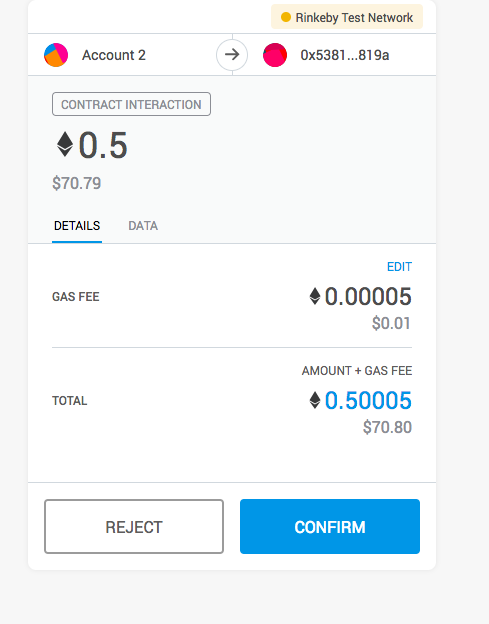 Rinkeby Test Network
Account 2
0x5381...819a
CONTRACT INTERACTION
0.5
$70.79
DETAILS DATA
EDIT
GAS FEE
0.00005
$0.01
AMOUNT + GAS FEE
TOTAL
0.50005
$70.80
REJECT
CONFIRM